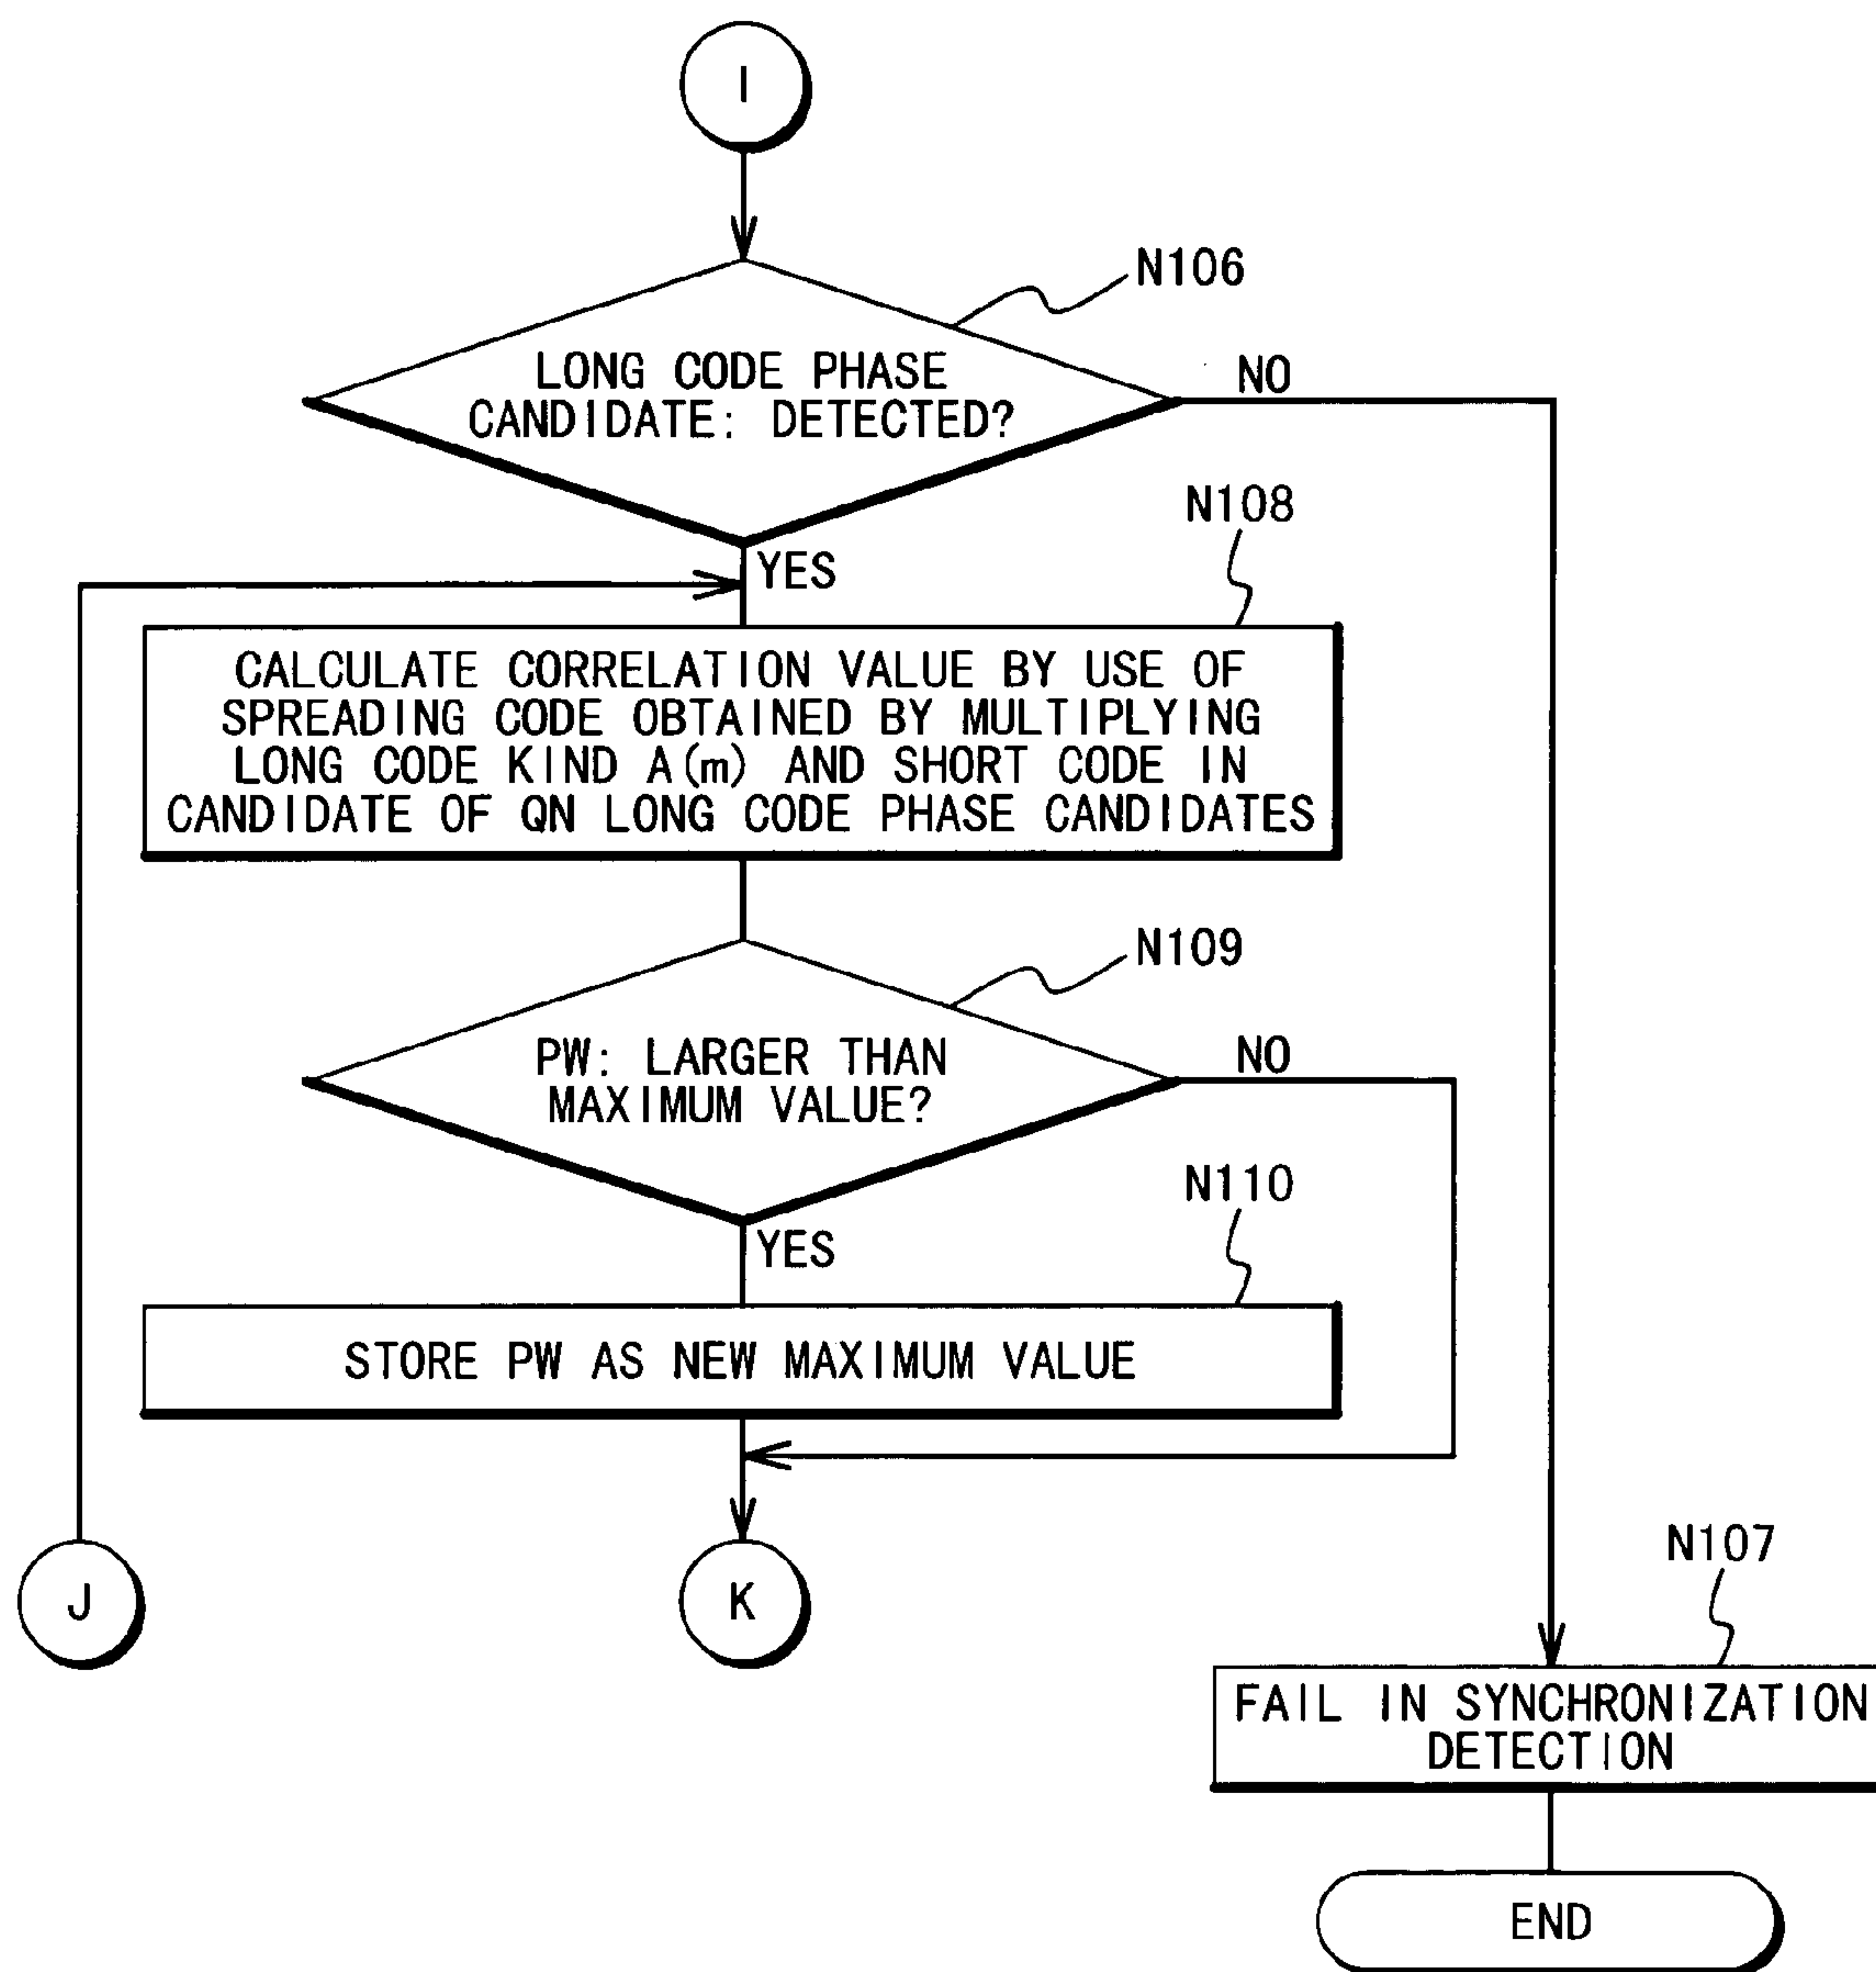 I
N106
LONG CODE PHASE
CANDIDATE: DETECTED?
NO
N108
YES
CALCULATE CORRELATION VALUE BY USE OF
SPREADING CODE OBTAINED BY MULTIPLYING
LONG CODE KIND A(m) AND SHORT CODE IN
CANDIDATE OF QN LONG CODE PHASE CANDIDATES
N109
PW: LARGER THAN
MAXIMUM VALUE?
NO
N110
YES
STORE PW AS NEW MAXIMUM VALUE
J
K
N107
FAIL IN SYNCHRONIZATION
DETECTION
END